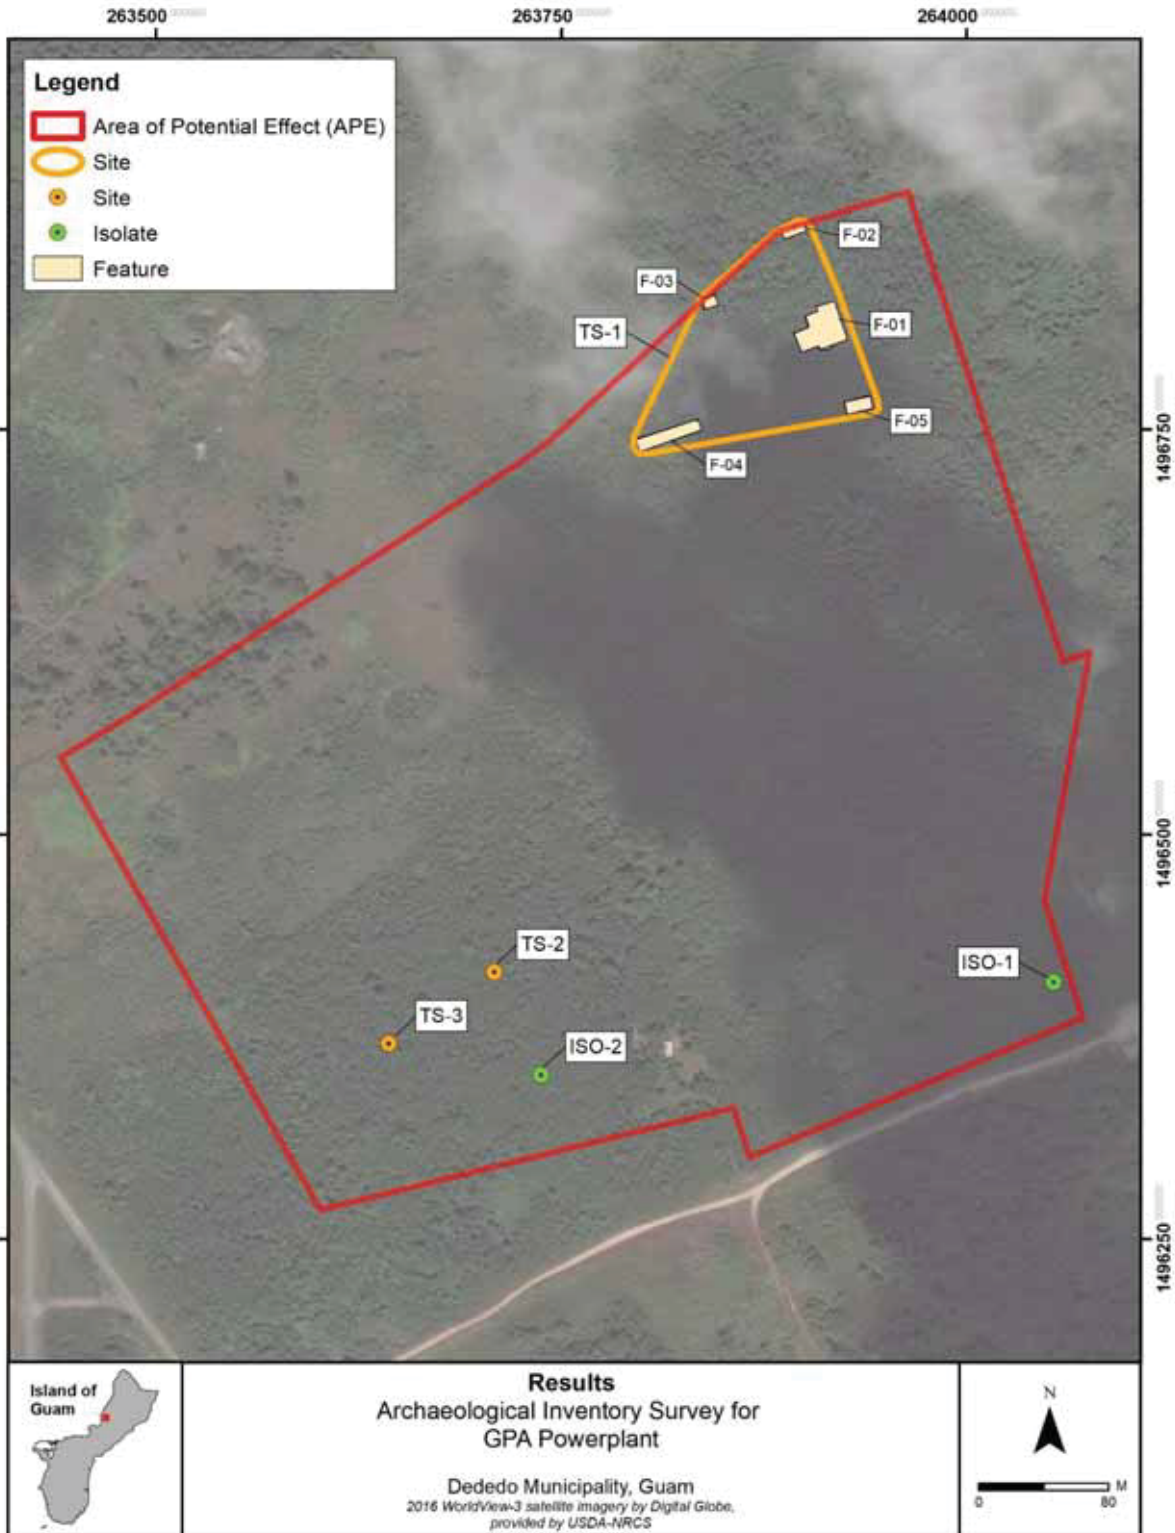 263500
263750
264000
Legend
Area of Potential Effect (APE)
Site
Site
Isolate
Feature
F-02
F-03
TS-1
F-01
F-05
F-04
1496750
1496500
TS-2
ISO-1
TS-3
ISO-2
1496250
Island of
Guam
Results
Archaeological Inventory Survey for
GPA Powerplant
Dededo Municipality, Guam
2016 WorldView-3 satellite imagery by Digital Globe,
provided by USDA-NRCS
N
M
0
80